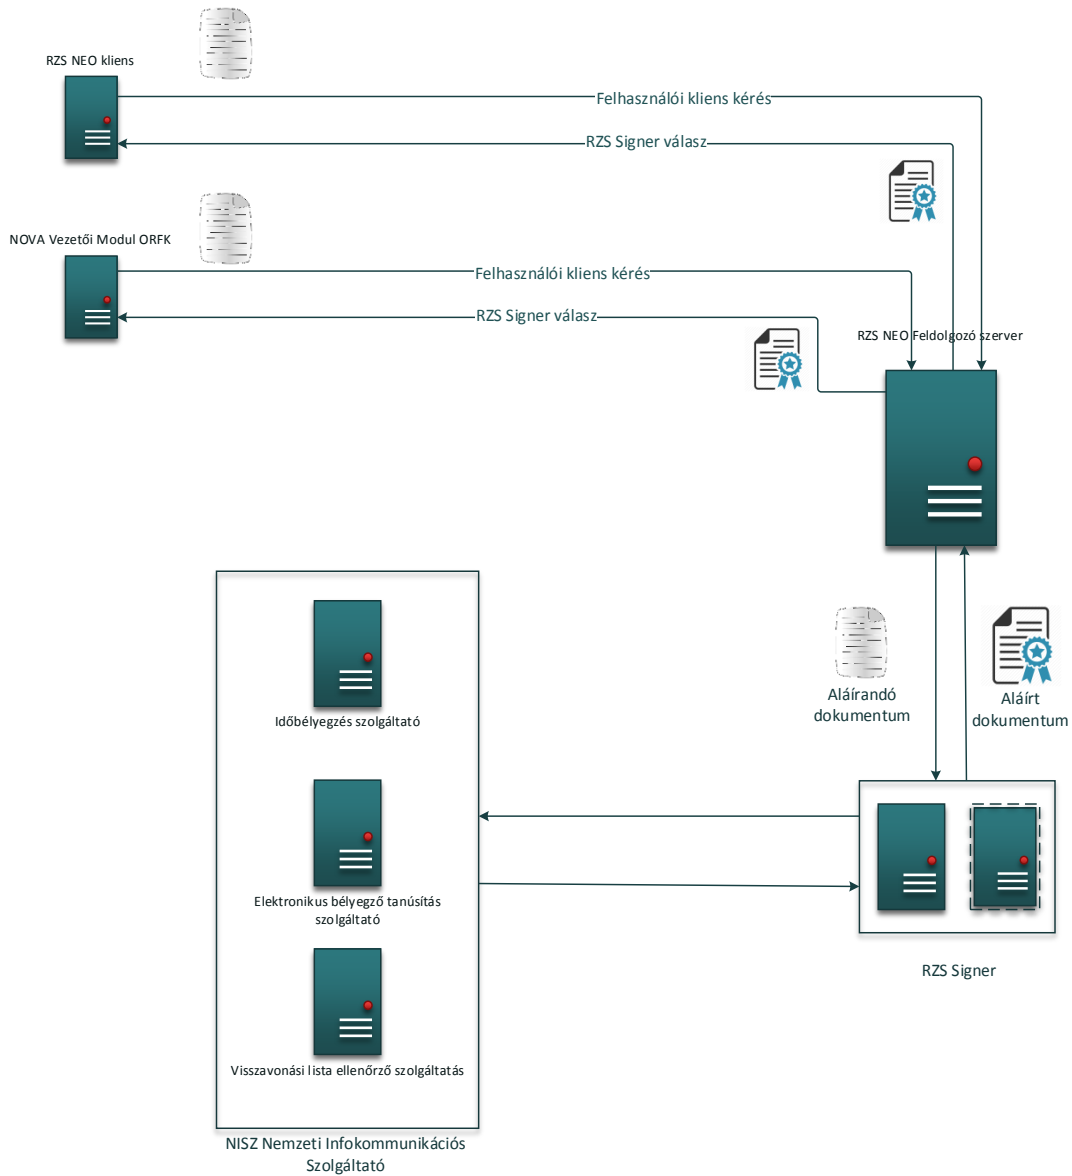 RZS NEO kliens
Felhasználói kliens kérés
RZS Signer válasz
NOVA Vezetői Modul ORFK
Felhasználói kliens kérés
RZS Signer válasz
RZS NEO Feldolgozó szerver
Aláírandó
dokumentum
Aláírt
dokumentum
Időbélyegzés szolgáltató
Elektronikus bélyegző tanúsítás
szolgáltató
RZS Signer
Visszavonási lista ellenőrző szolgáltatás
NISZ Nemzeti Infokommunikációs
Szolgáltató